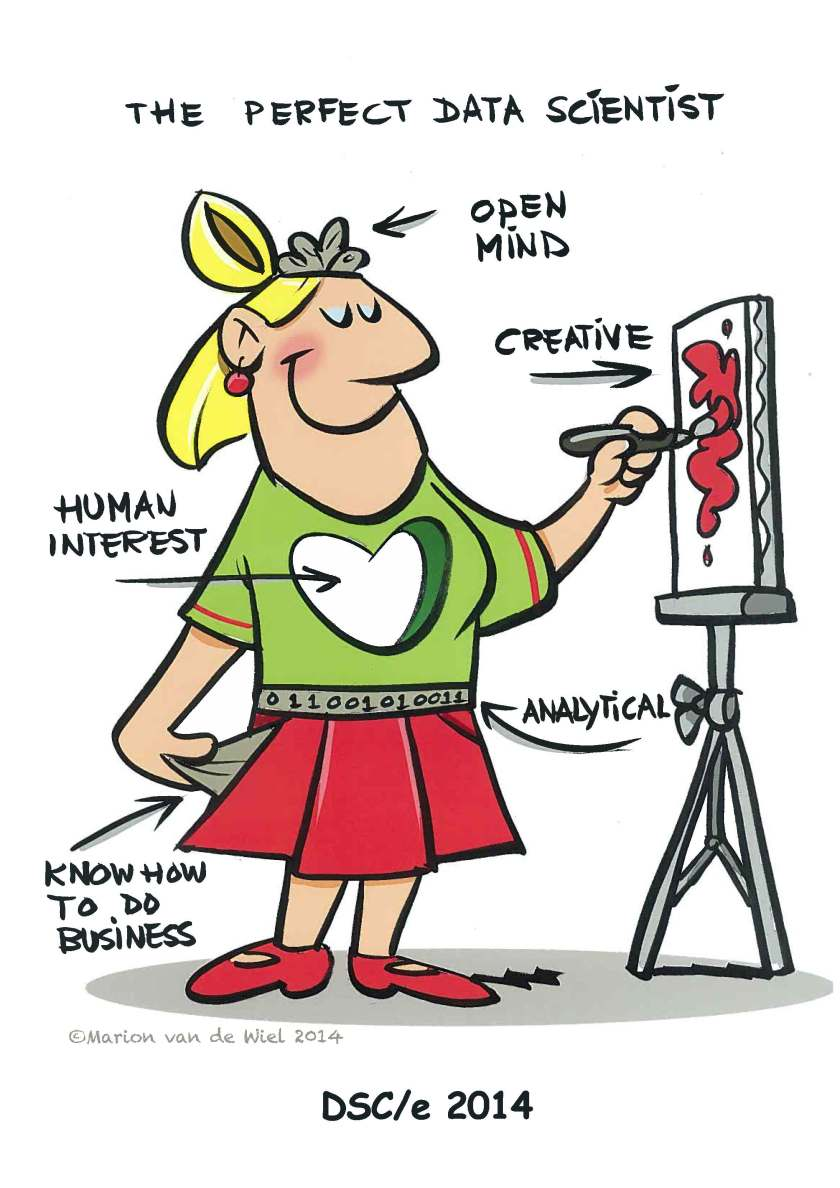 THE PERFECT DATA SCiENTiST
OPEN
MiND
CREATiVE
HUMAN
INTEREST
011001010011
ANALYTiCAL
KNOW HOW
TO DO
BUSiNESS
©Marion van de Wiel 2014
DSC/e 2014